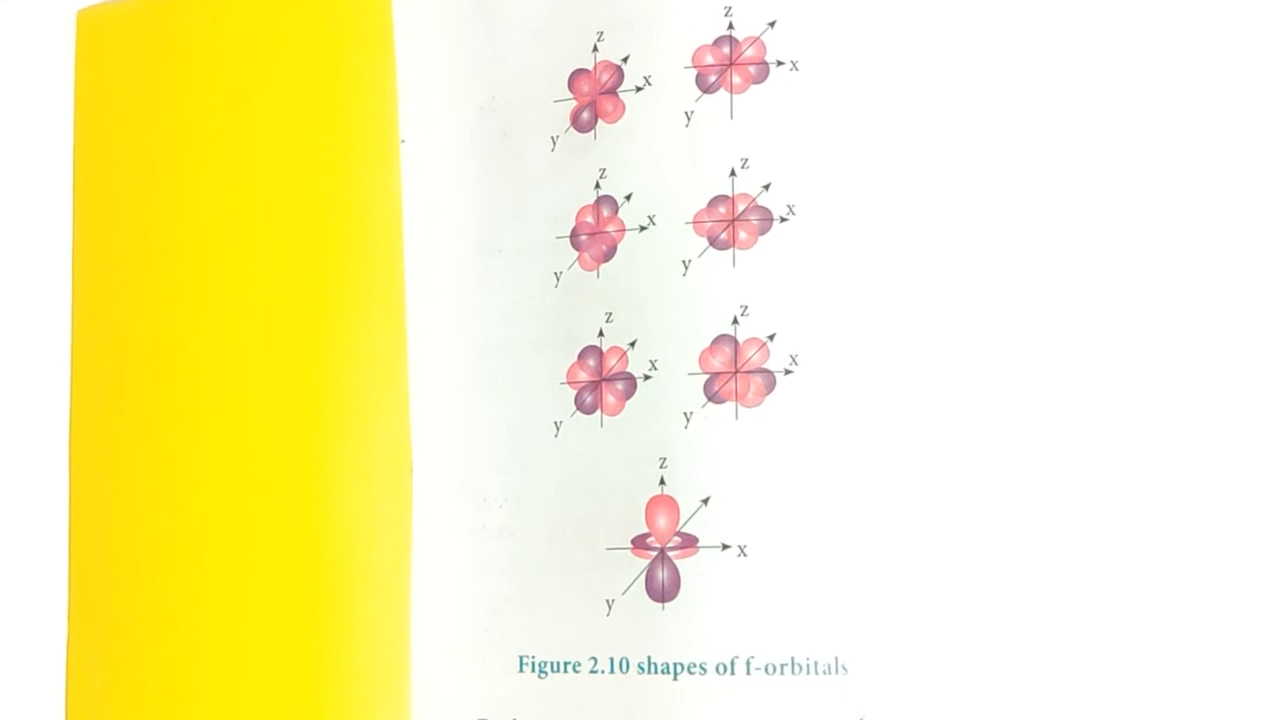 z z
x x
y y
z z
x x
y y
z z
x x
y y
z
x
y
Figure 2.10 shapes of f-orbitals